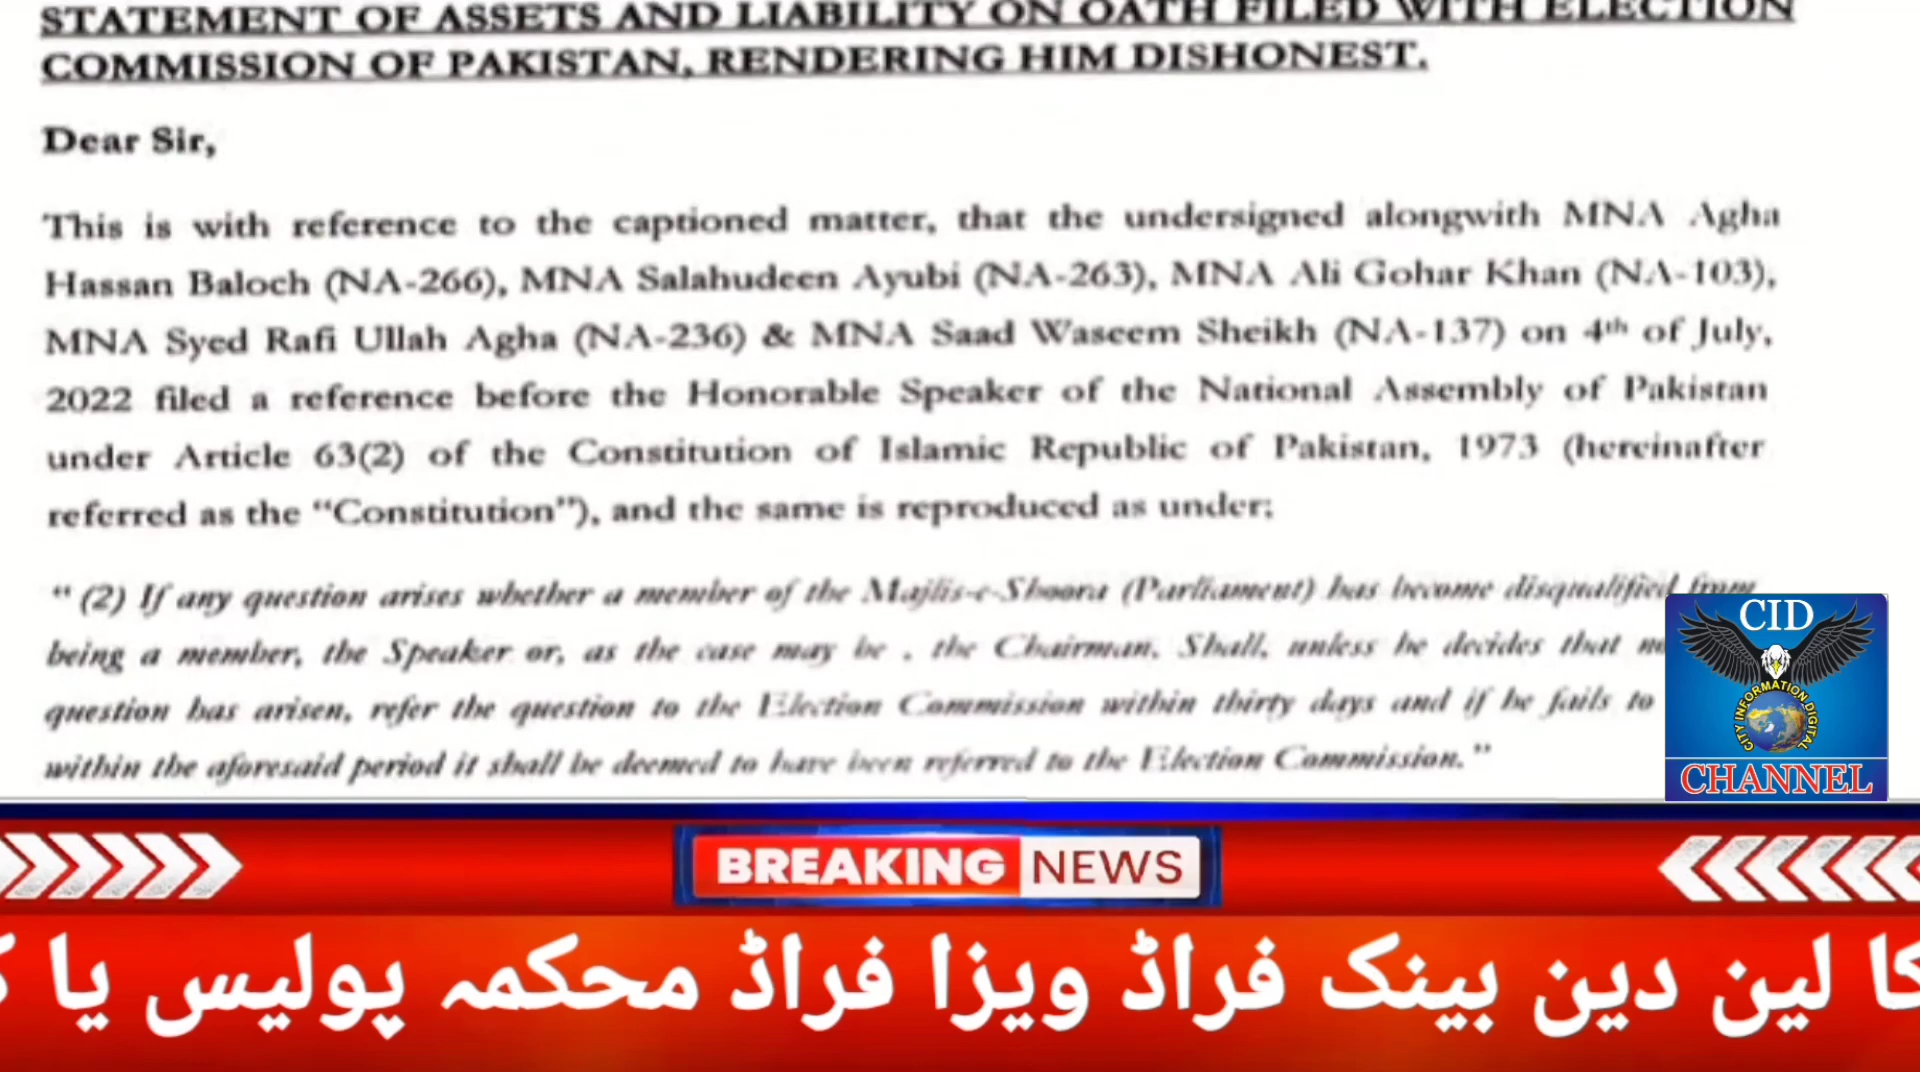 STATEMENT OF ASSETS AND LIABILITY ON OATH FILED WITH ELECTION
COMMISSION OF PAKISTAN, RENDERING HIM DISHONEST.
Dear Sir,
This is with reference to the captioned matter, that the undersigned alongwith MNA Agha
Hassan Baloch (NA-266), MNA Salahudeen Ayubi (NA-263), MNA Ali Gohar Khan (NA-103),
MNA Syed Rafi Ullah Agha (NA-236) & MNA Saad Waseem Sheikh (NA-137) on 4th of July,
2022 filed a reference before the Honorable Speaker of the National Assembly of Pakistan
under Article 63(2) of the Constitution of Islamic Republic of Pakistan, 1973 (hereinafter
referred as the “Constitution”), and the same is reproduced as under;
“ (2) If any question arises whether a member of the Majlis-e-Shoora (Parliament) has become disqualified from
being a member, the Speaker or, as the case may be , the Chairman, Shall, unless he decides that no
question has arisen, refer the question to the Election Commission within thirty days and if he fails to
within the aforesaid period it shall be deemed to have been referred to the Election Commission.”
CID
CITY INFORMATION DIGITAL
CHANNEL
BREAKING NEWS
کا لین دین بینک فراڈ ویزا فراڈ محکمہ پولیس یا